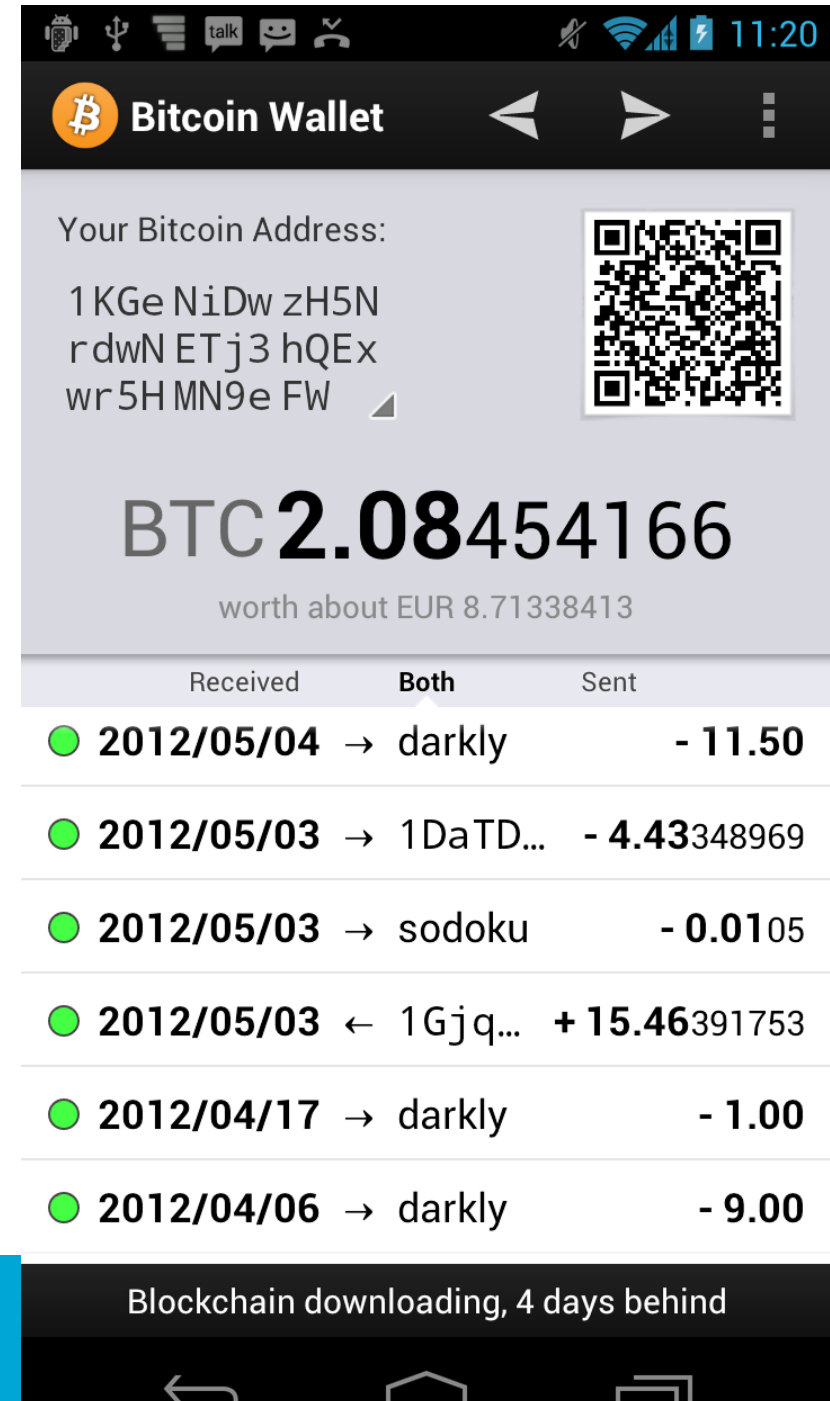 talk
11:20
Bitcoin Wallet
Your Bitcoin Address:
1KGe NiDw zH5N
rdwN ETj3 hQEx
wr5H MN9e FW
BTC 2.08454166
worth about EUR 8.71338413
Received Both Sent
2012/05/04 → darkly - 11.50
2012/05/03 → 1DaTD… - 4.43348969
2012/05/03 → sodoku - 0.0105
2012/05/03 ← 1Gjq… + 15.46391753
2012/04/17 → darkly - 1.00
2012/04/06 → darkly - 9.00
Blockchain downloading, 4 days behind